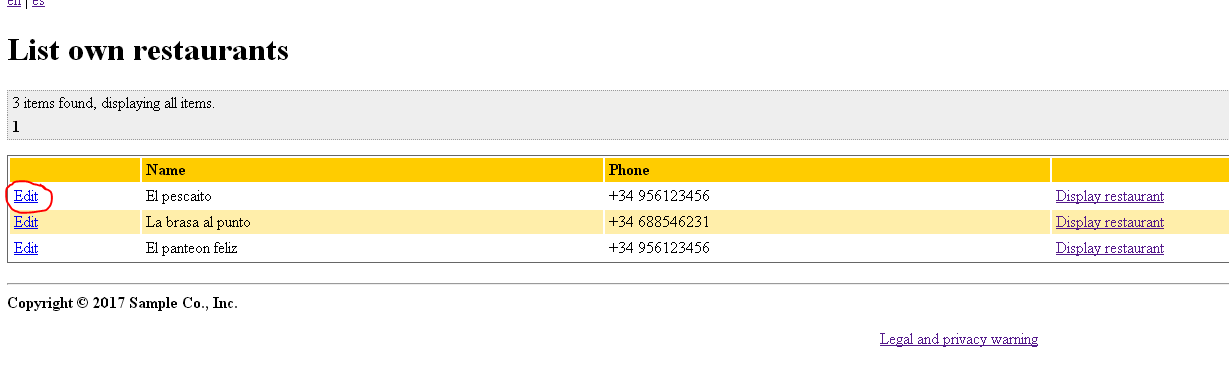 en | es
List own restaurants
3 items found, displaying all items.
1
Name Phone
Edit El pescaito +34 956123456 Display restaurant
Edit La brasa al punto +34 688546231 Display restaurant
Edit El panteon feliz +34 956123456 Display restaurant
Copyright © 2017 Sample Co., Inc.
Legal and privacy warning